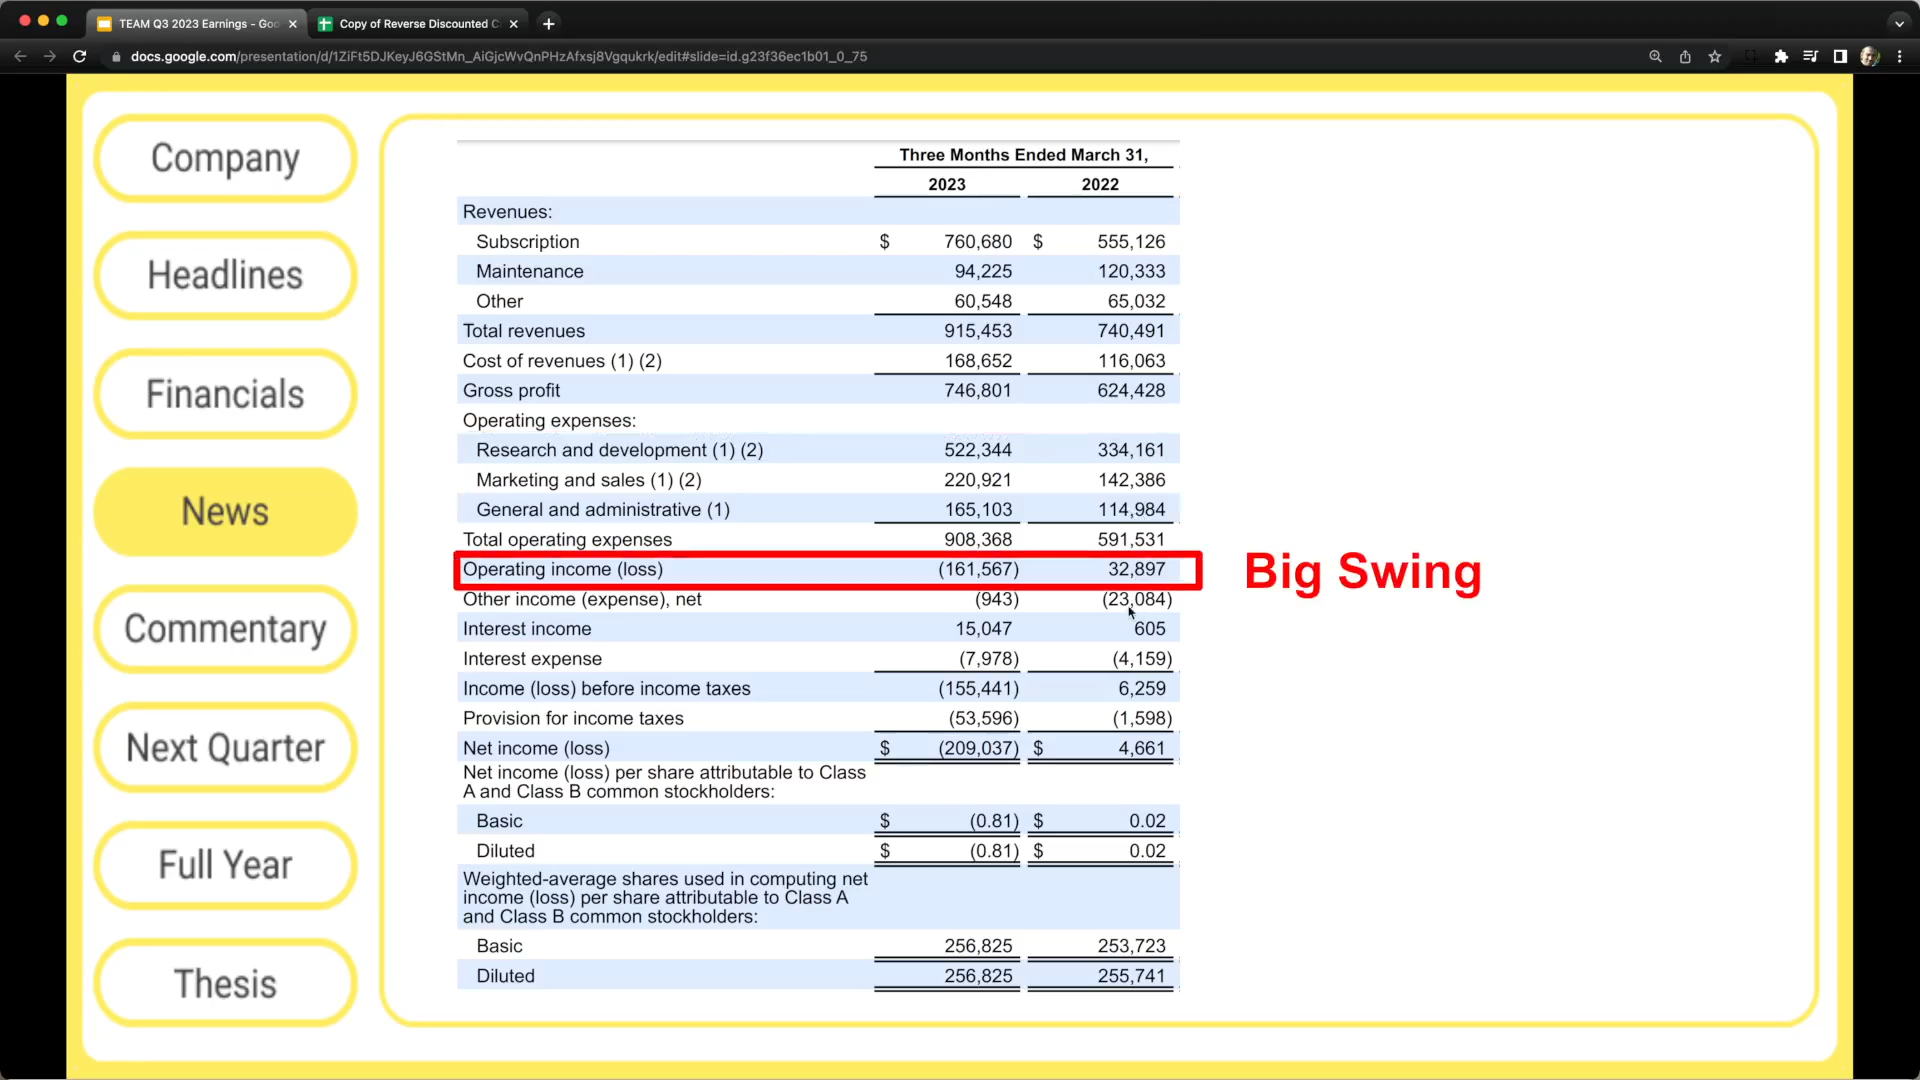 TEAM Q3 2023 Earnings - Goo
Copy of Reverse Discounted C
docs.google.com/presentation/d/1ZiFt5DJKeyJ6GStMn_AiGjcWvQnPHzAfxsj8Vgqukrk/edit#slide=id.g23f36ec1b01_0_75
Company
Headlines
Financials
News
Commentary
Next Quarter
Full Year
Thesis
Three Months Ended March 31,
2023 2022
Revenues:
Subscription $ 760,680 $ 555,126
Maintenance 94,225 120,333
Other 60,548 65,032
Total revenues 915,453 740,491
Cost of revenues (1) (2) 168,652 116,063
Gross profit 746,801 624,428
Operating expenses:
Research and development (1) (2) 522,344 334,161
Marketing and sales (1) (2) 220,921 142,386
General and administrative (1) 165,103 114,984
Total operating expenses 908,368 591,531
Operating income (loss) (161,567) 32,897
Big Swing
Other income (expense), net (943) (23,084)
Interest income 15,047 605
Interest expense (7,978) (4,159)
Income (loss) before income taxes (155,441) 6,259
Provision for income taxes (53,596) (1,598)
Net income (loss) $ (209,037) $ 4,661
Net income (loss) per share attributable to Class
A and Class B common stockholders:
Basic $ (0.81) $ 0.02
Diluted $ (0.81) $ 0.02
Weighted-average shares used in computing net
income (loss) per share attributable to Class A
and Class B common stockholders:
Basic 256,825 253,723
Diluted 256,825 255,741